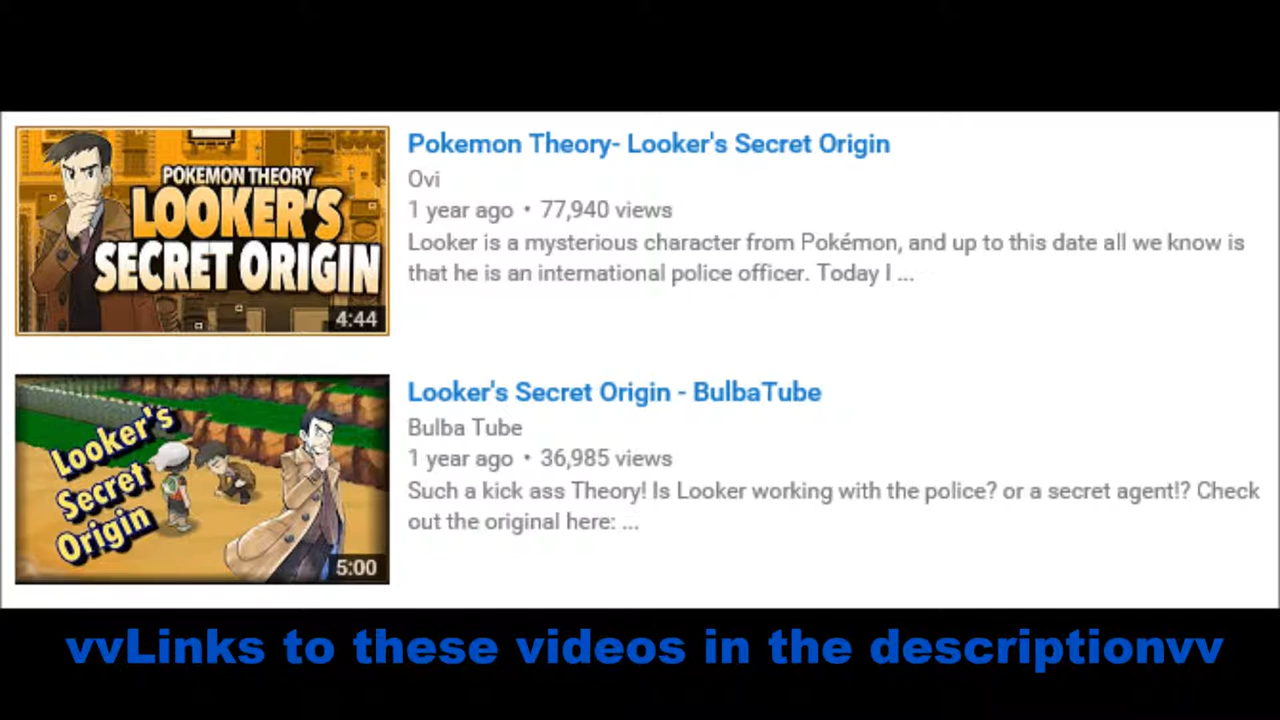 POKEMON THEORY
LOOKER'S
SECRET ORIGIN
4:44
Pokemon Theory- Looker's Secret Origin
Ovi
1 year ago • 77,940 views
Looker is a mysterious character from Pokémon, and up to this date all we know is
that he is an international police officer. Today I ...
Looker's
Secret
Origin
5:00
Looker's Secret Origin - BulbaTube
Bulba Tube
1 year ago • 36,985 views
Such a kick ass Theory! Is Looker working with the police? or a secret agent!? Check
out the original here: ...
vvLinks to these videos in the descriptionvv